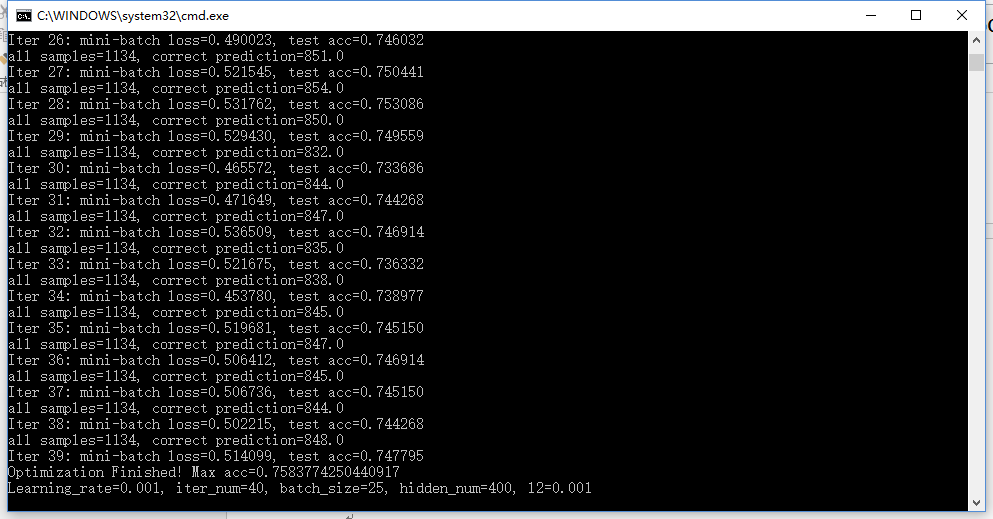 C:\WINDOWS\system32\cmd.exe
Iter 26: mini-batch loss=0.490023, test acc=0.746032
all samples=1134, correct prediction=851.0
Iter 27: mini-batch loss=0.521545, test acc=0.750441
all samples=1134, correct prediction=854.0
Iter 28: mini-batch loss=0.531762, test acc=0.753086
all samples=1134, correct prediction=850.0
Iter 29: mini-batch loss=0.529430, test acc=0.749559
all samples=1134, correct prediction=832.0
Iter 30: mini-batch loss=0.465572, test acc=0.733686
all samples=1134, correct prediction=844.0
Iter 31: mini-batch loss=0.471649, test acc=0.744268
all samples=1134, correct prediction=847.0
Iter 32: mini-batch loss=0.536509, test acc=0.746914
all samples=1134, correct prediction=835.0
Iter 33: mini-batch loss=0.521675, test acc=0.736332
all samples=1134, correct prediction=838.0
Iter 34: mini-batch loss=0.453780, test acc=0.738977
all samples=1134, correct prediction=845.0
Iter 35: mini-batch loss=0.519681, test acc=0.745150
all samples=1134, correct prediction=847.0
Iter 36: mini-batch loss=0.506412, test acc=0.746914
all samples=1134, correct prediction=845.0
Iter 37: mini-batch loss=0.506736, test acc=0.745150
all samples=1134, correct prediction=844.0
Iter 38: mini-batch loss=0.502215, test acc=0.744268
all samples=1134, correct prediction=848.0
Iter 39: mini-batch loss=0.514099, test acc=0.747795
Optimization Finished! Max acc=0.7583774250440917
Learning_rate=0.001, iter_num=40, batch_size=25, hidden_num=400, l2=0.001